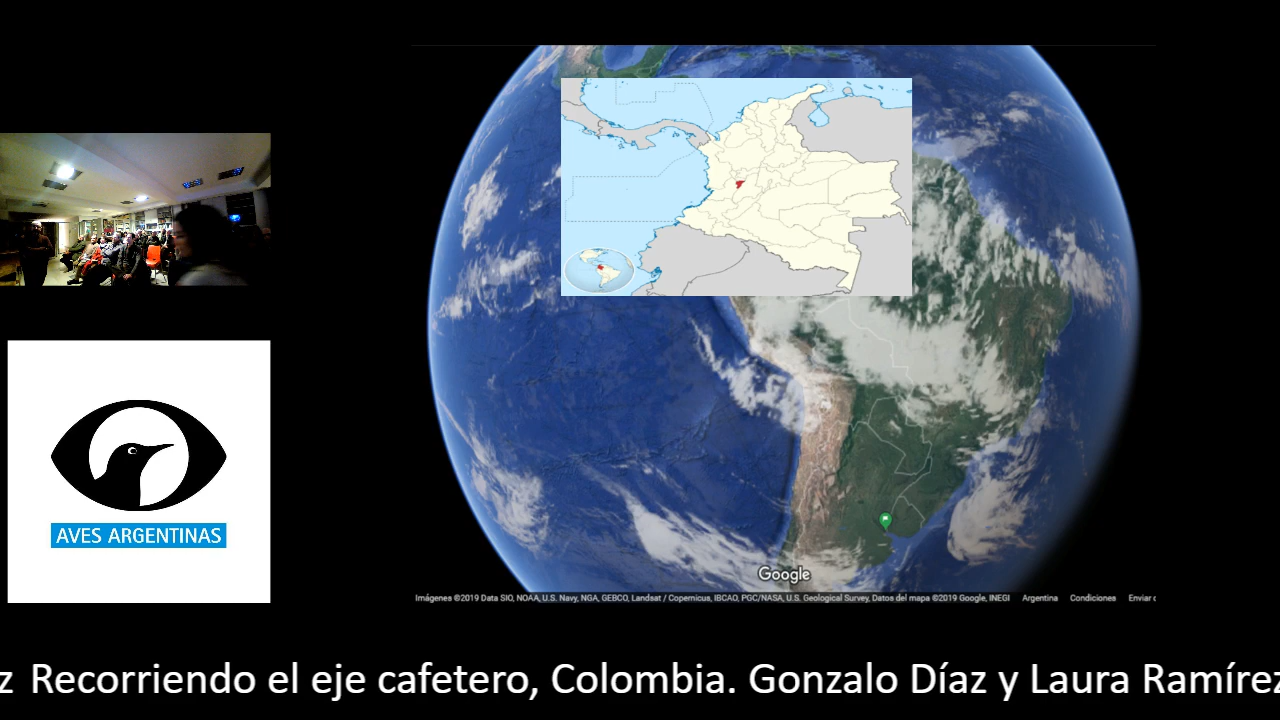 AVES ARGENTINAS
Google
Imágenes ©2019 Data SIO, NOAA, U.S. Navy, NGA, GEBCO, Landsat / Copernicus, IBCAO, PGC/NASA, U.S. Geological Survey, Datos del mapa ©2019 Google, INEGI Argentina Condiciones Enviar c
z Recorriendo el eje cafetero, Colombia. Gonzalo Díaz y Laura Ramírez